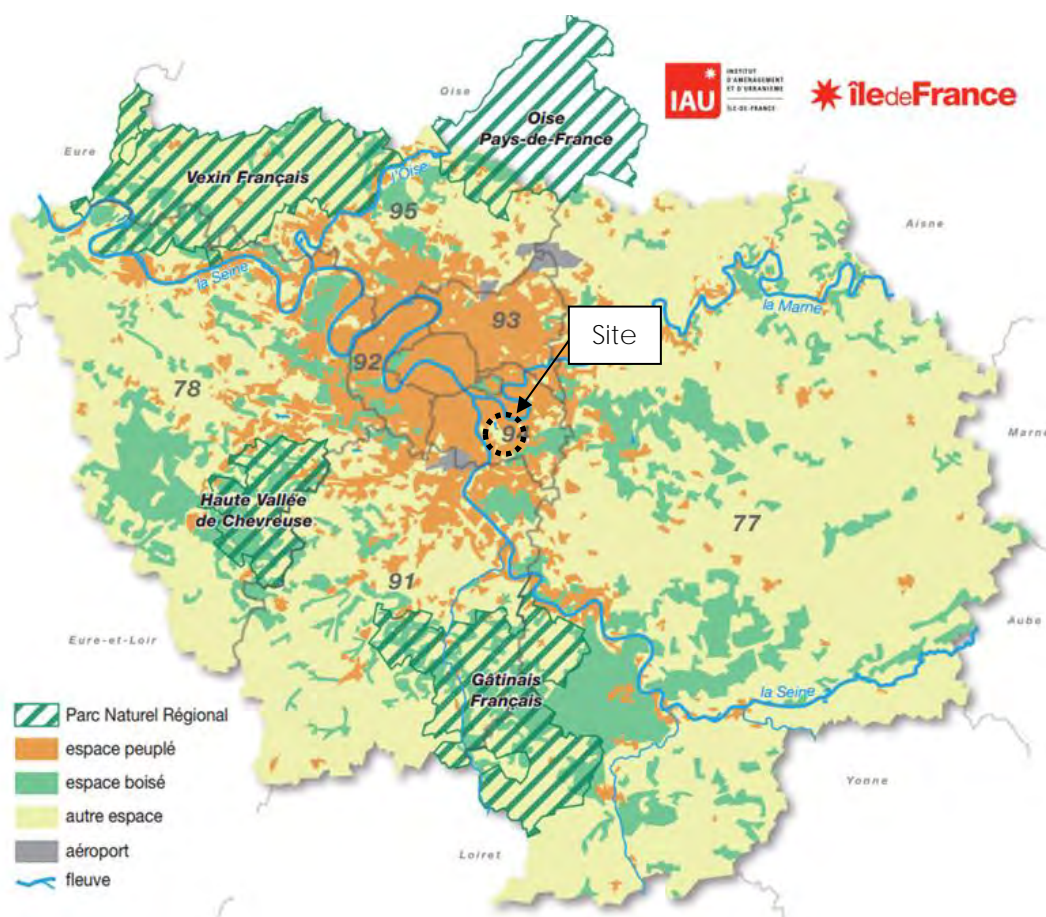 IAU
INSTITUT
D'AMÉNAGEMENT
ET D'URBANISME
ÎLE-DE-FRANCE
îledeFrance
Oise
Oise
Pays-de-France
Eure
Vexin Français
l'Oise
95
Aisne
la Seine
la Marne
93
Site
92
78
94
Marne
Haute Vallée
de Chevreuse
77
91
Aube
Eure-et-Loir
Gâtinais
Français
la Seine
Yonne
Loiret
Parc Naturel Régional
espace peuplé
espace boisé
autre espace
aéroport
fleuve